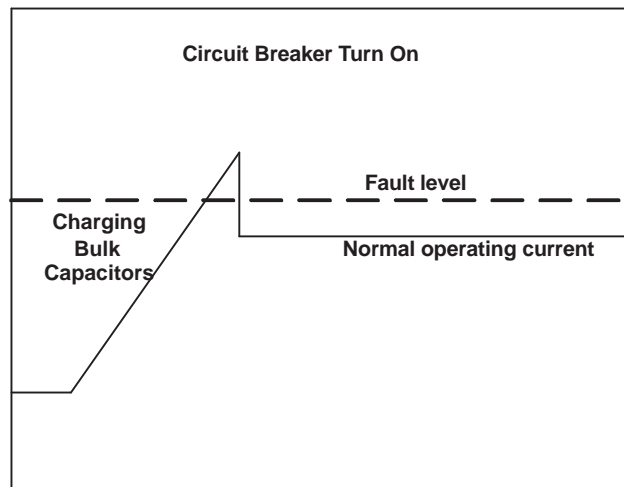 Circuit Breaker Turn On
Fault level
Charging
Bulk
Capacitors
Normal operating current